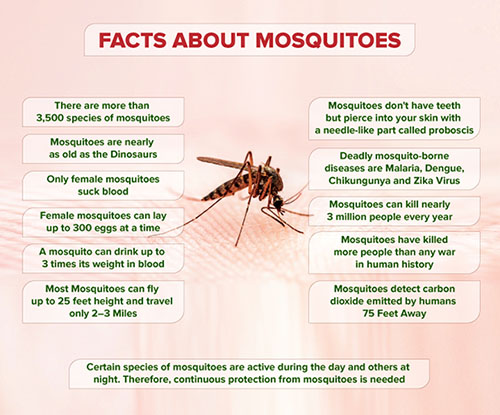 FACTS ABOUT MOSQUITOES
There are more than
3,500 species of mosquitoes
Mosquitoes are nearly
as old as the Dinosaurs
Only female mosquitoes
suck blood
Female mosquitoes can lay
up to 300 eggs at a time
A mosquito can drink up to
3 times its weight in blood
Most Mosquitoes can fly
up to 25 feet height and travel
only 2–3 Miles
Mosquitoes don't have teeth
but pierce into your skin with
a needle-like part called proboscis
Deadly mosquito-borne
diseases are Malaria, Dengue,
Chikungunya and Zika Virus
Mosquitoes can kill nearly
3 million people every year
Mosquitoes have killed
more people than any war
in human history
Mosquitoes detect carbon
dioxide emitted by humans
75 Feet Away
Certain species of mosquitoes are active during the day and others at
night. Therefore, continuous protection from mosquitoes is needed